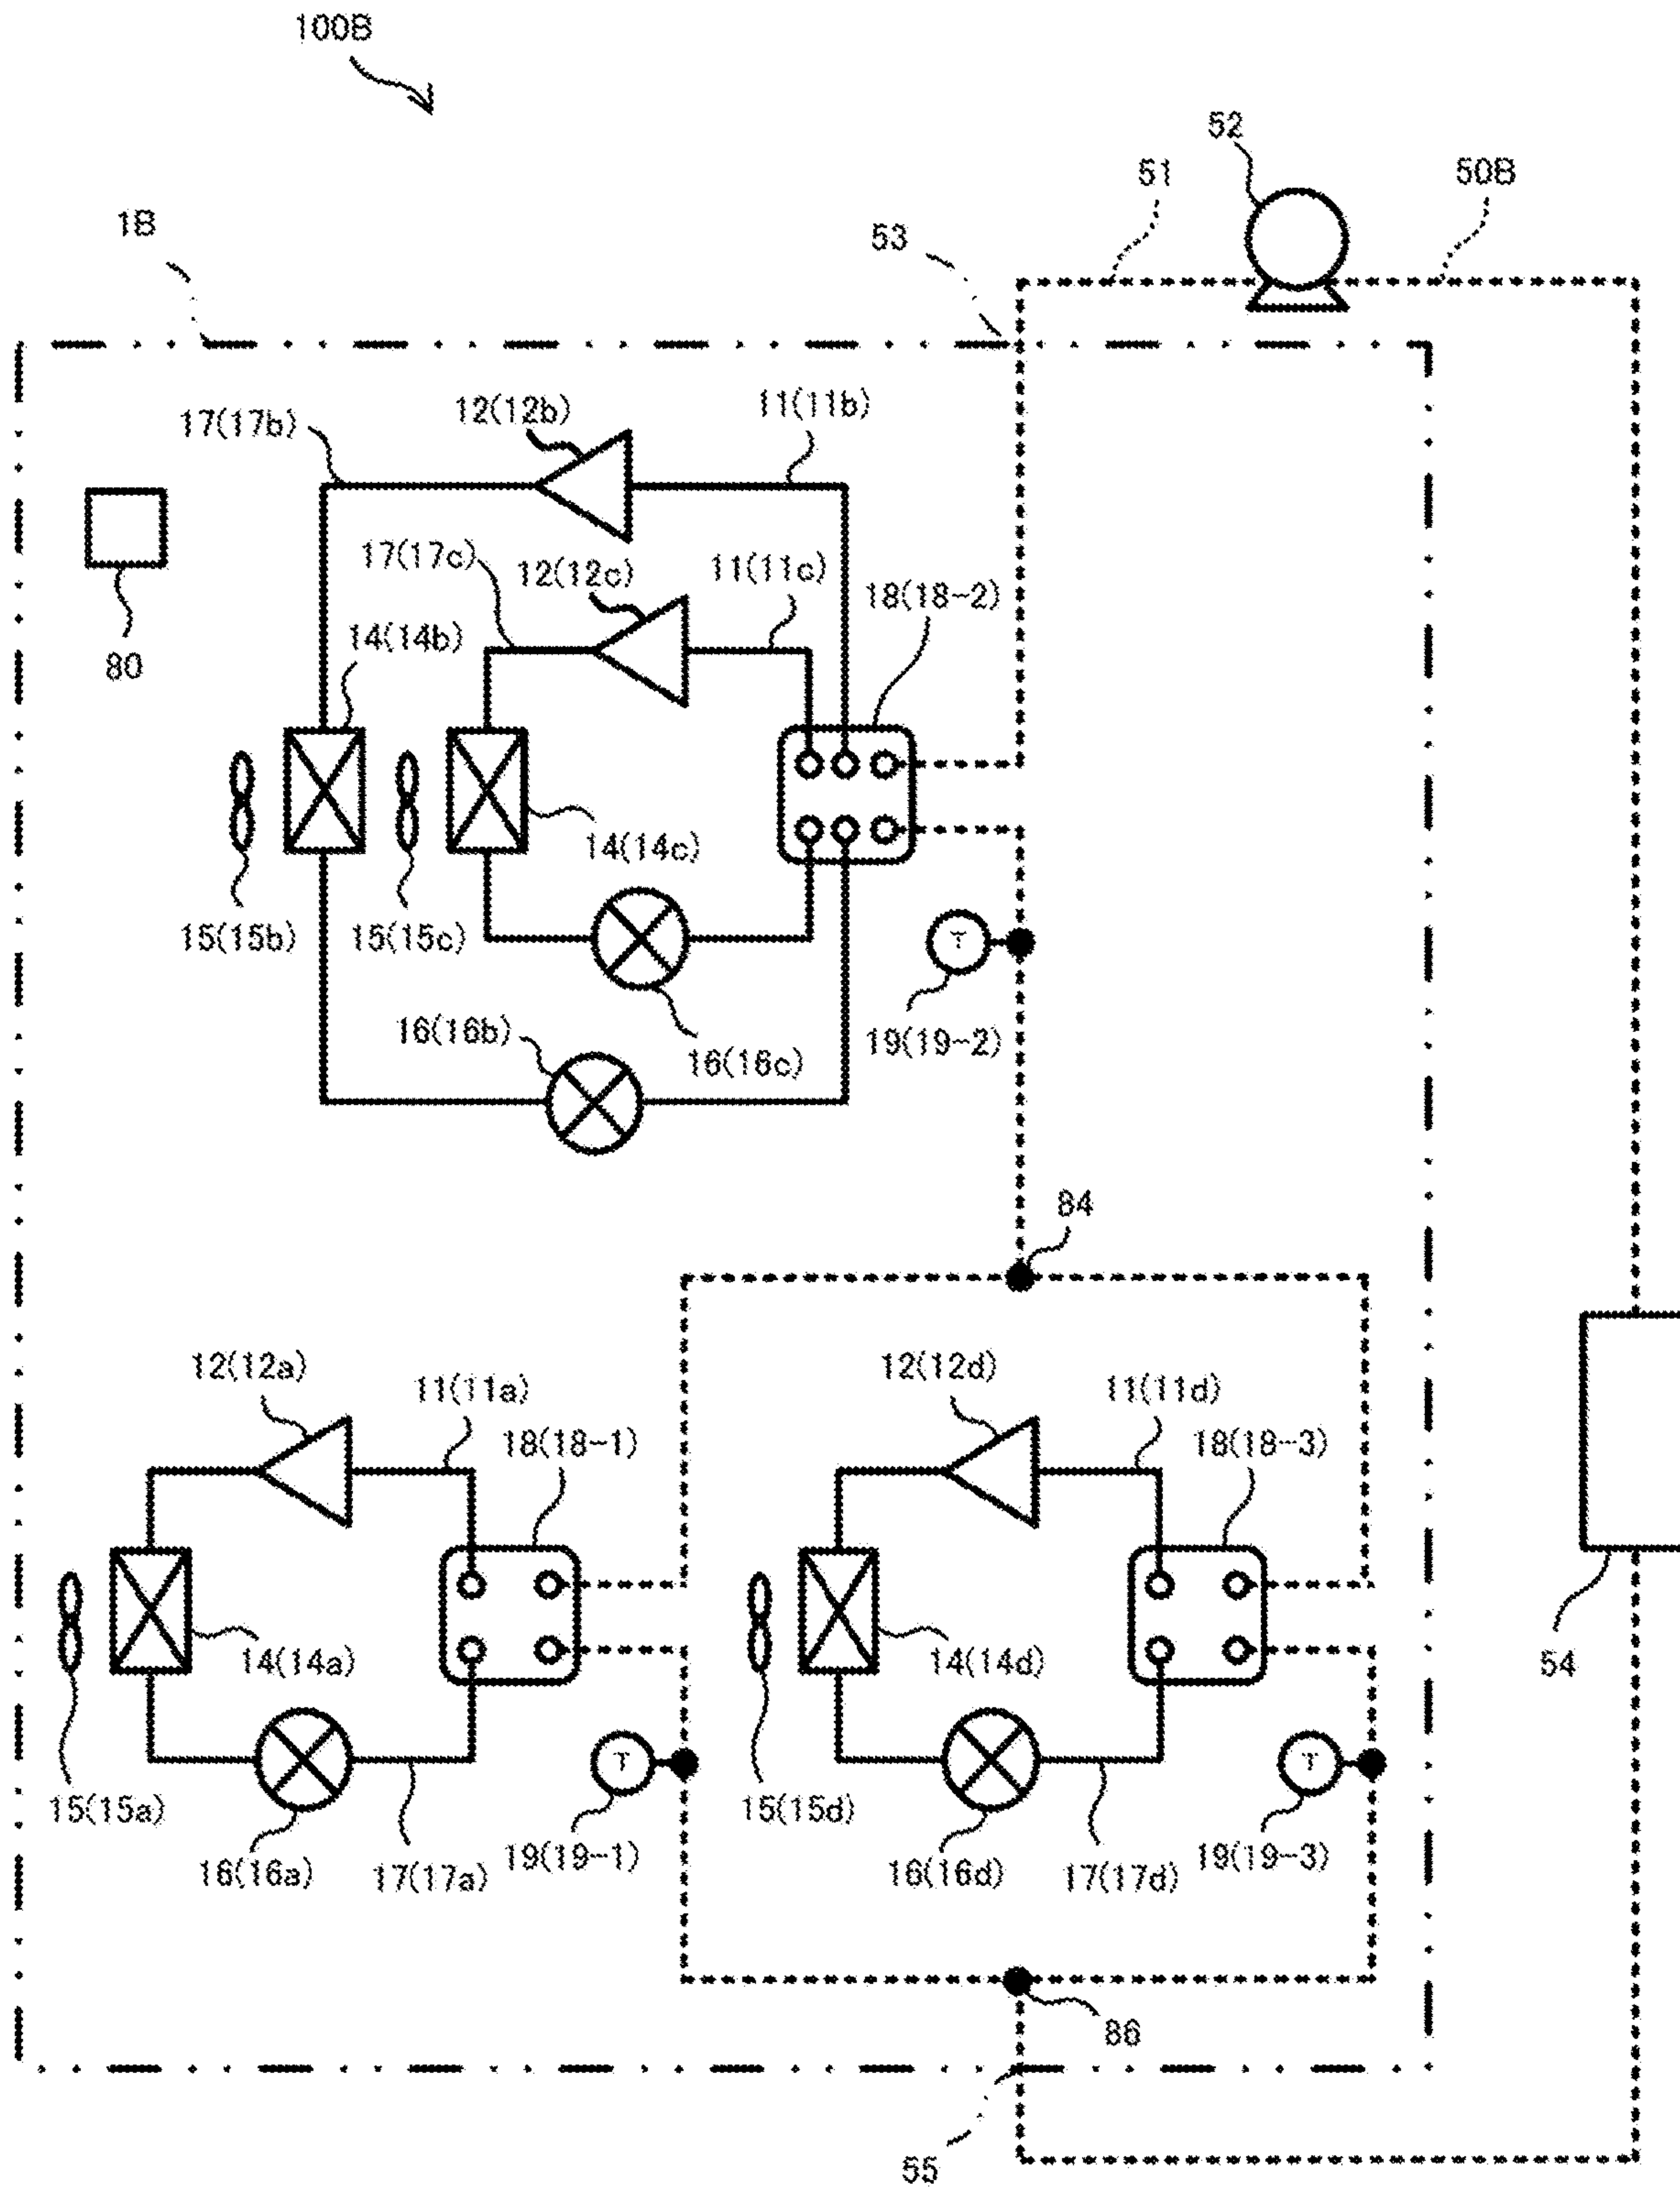 100B
52
51
50B
1B
53
12(12b)
11(11b)
17(17b)
17(17c)
12(12c)
11(11c)
18(18-2)
14(14b)
80
14(14c)
15(15b)
15(15c)
T
16(16b)
19(19-2)
16(16c)
84
12(12a)
12(12d)
11(11a)
11(11d)
18(18-1)
18(18-3)
14(14a)
14(14d)
54
T
T
15(15a)
15(15d)
19(19-1)
19(19-3)
16(16a)
17(17a)
16(16d)
17(17d)
86
55